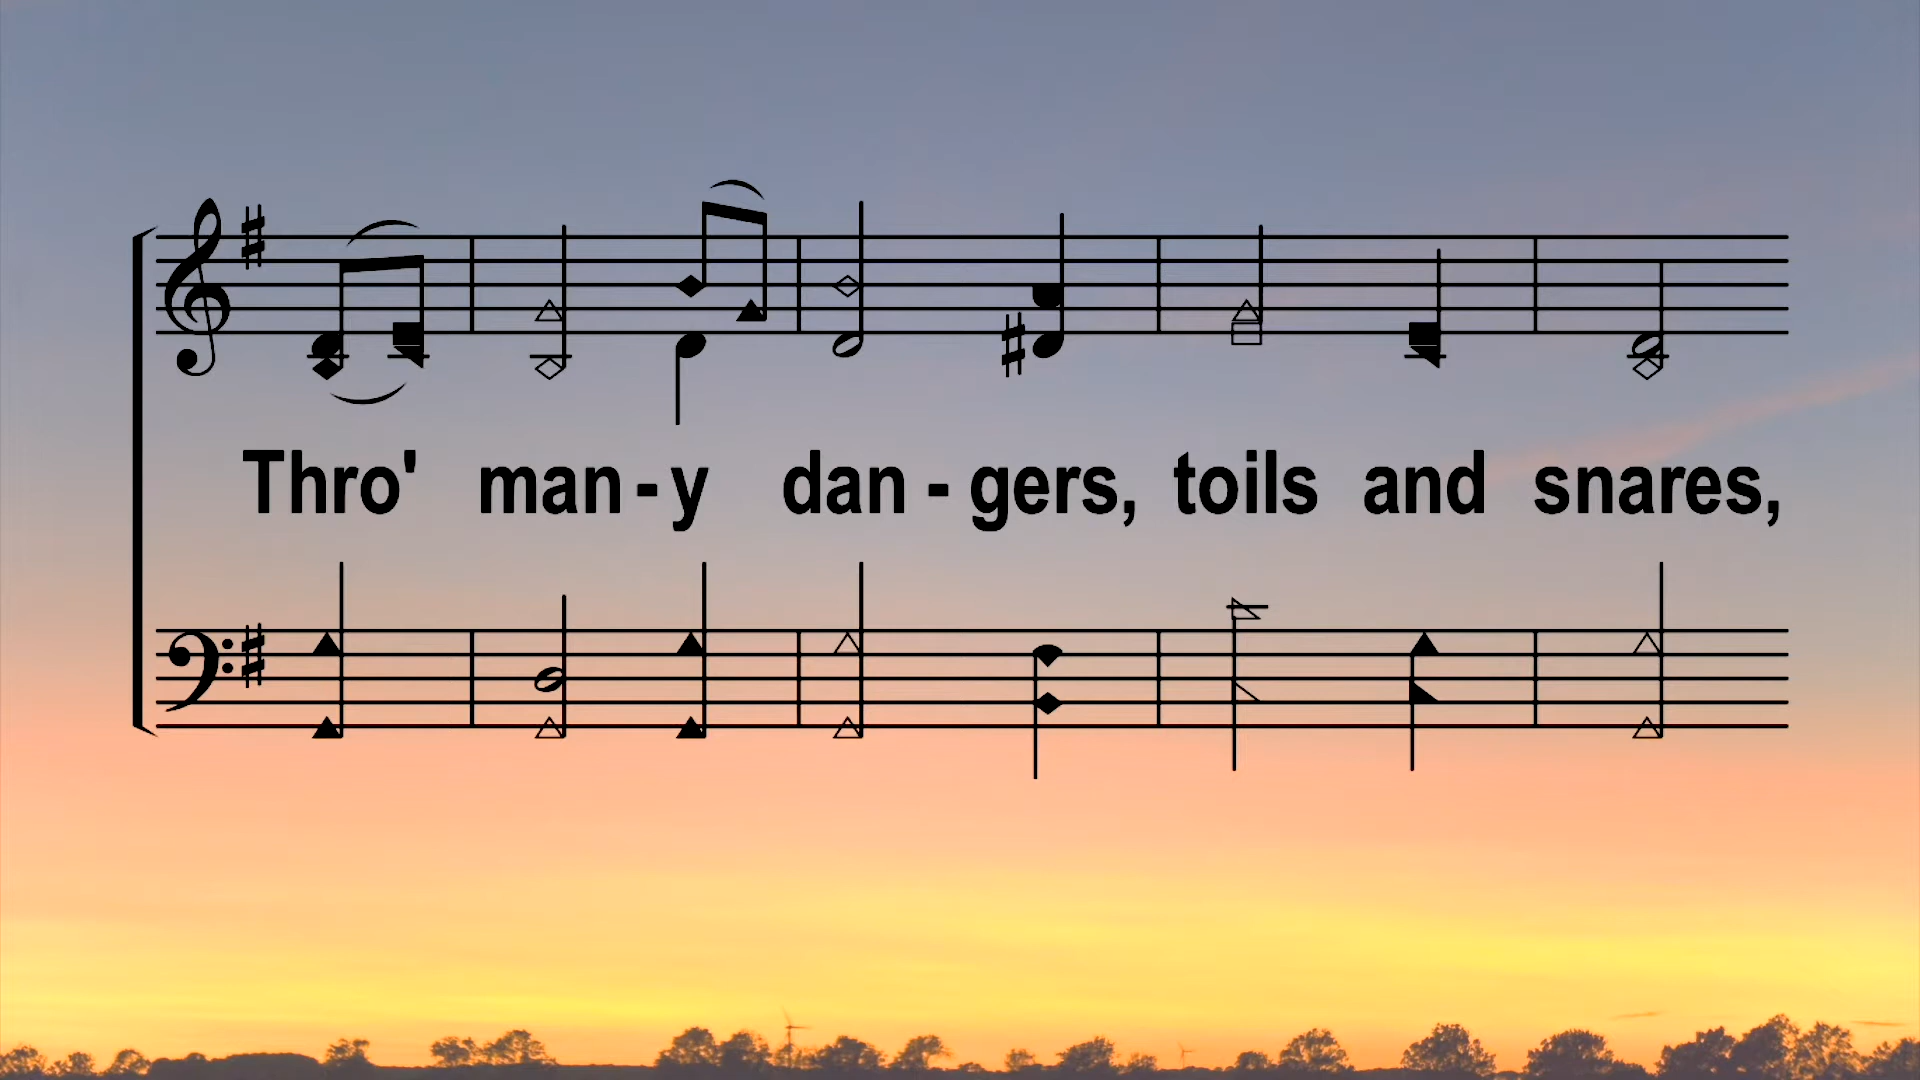 Thro' man-y dan-gers, toils and snares,